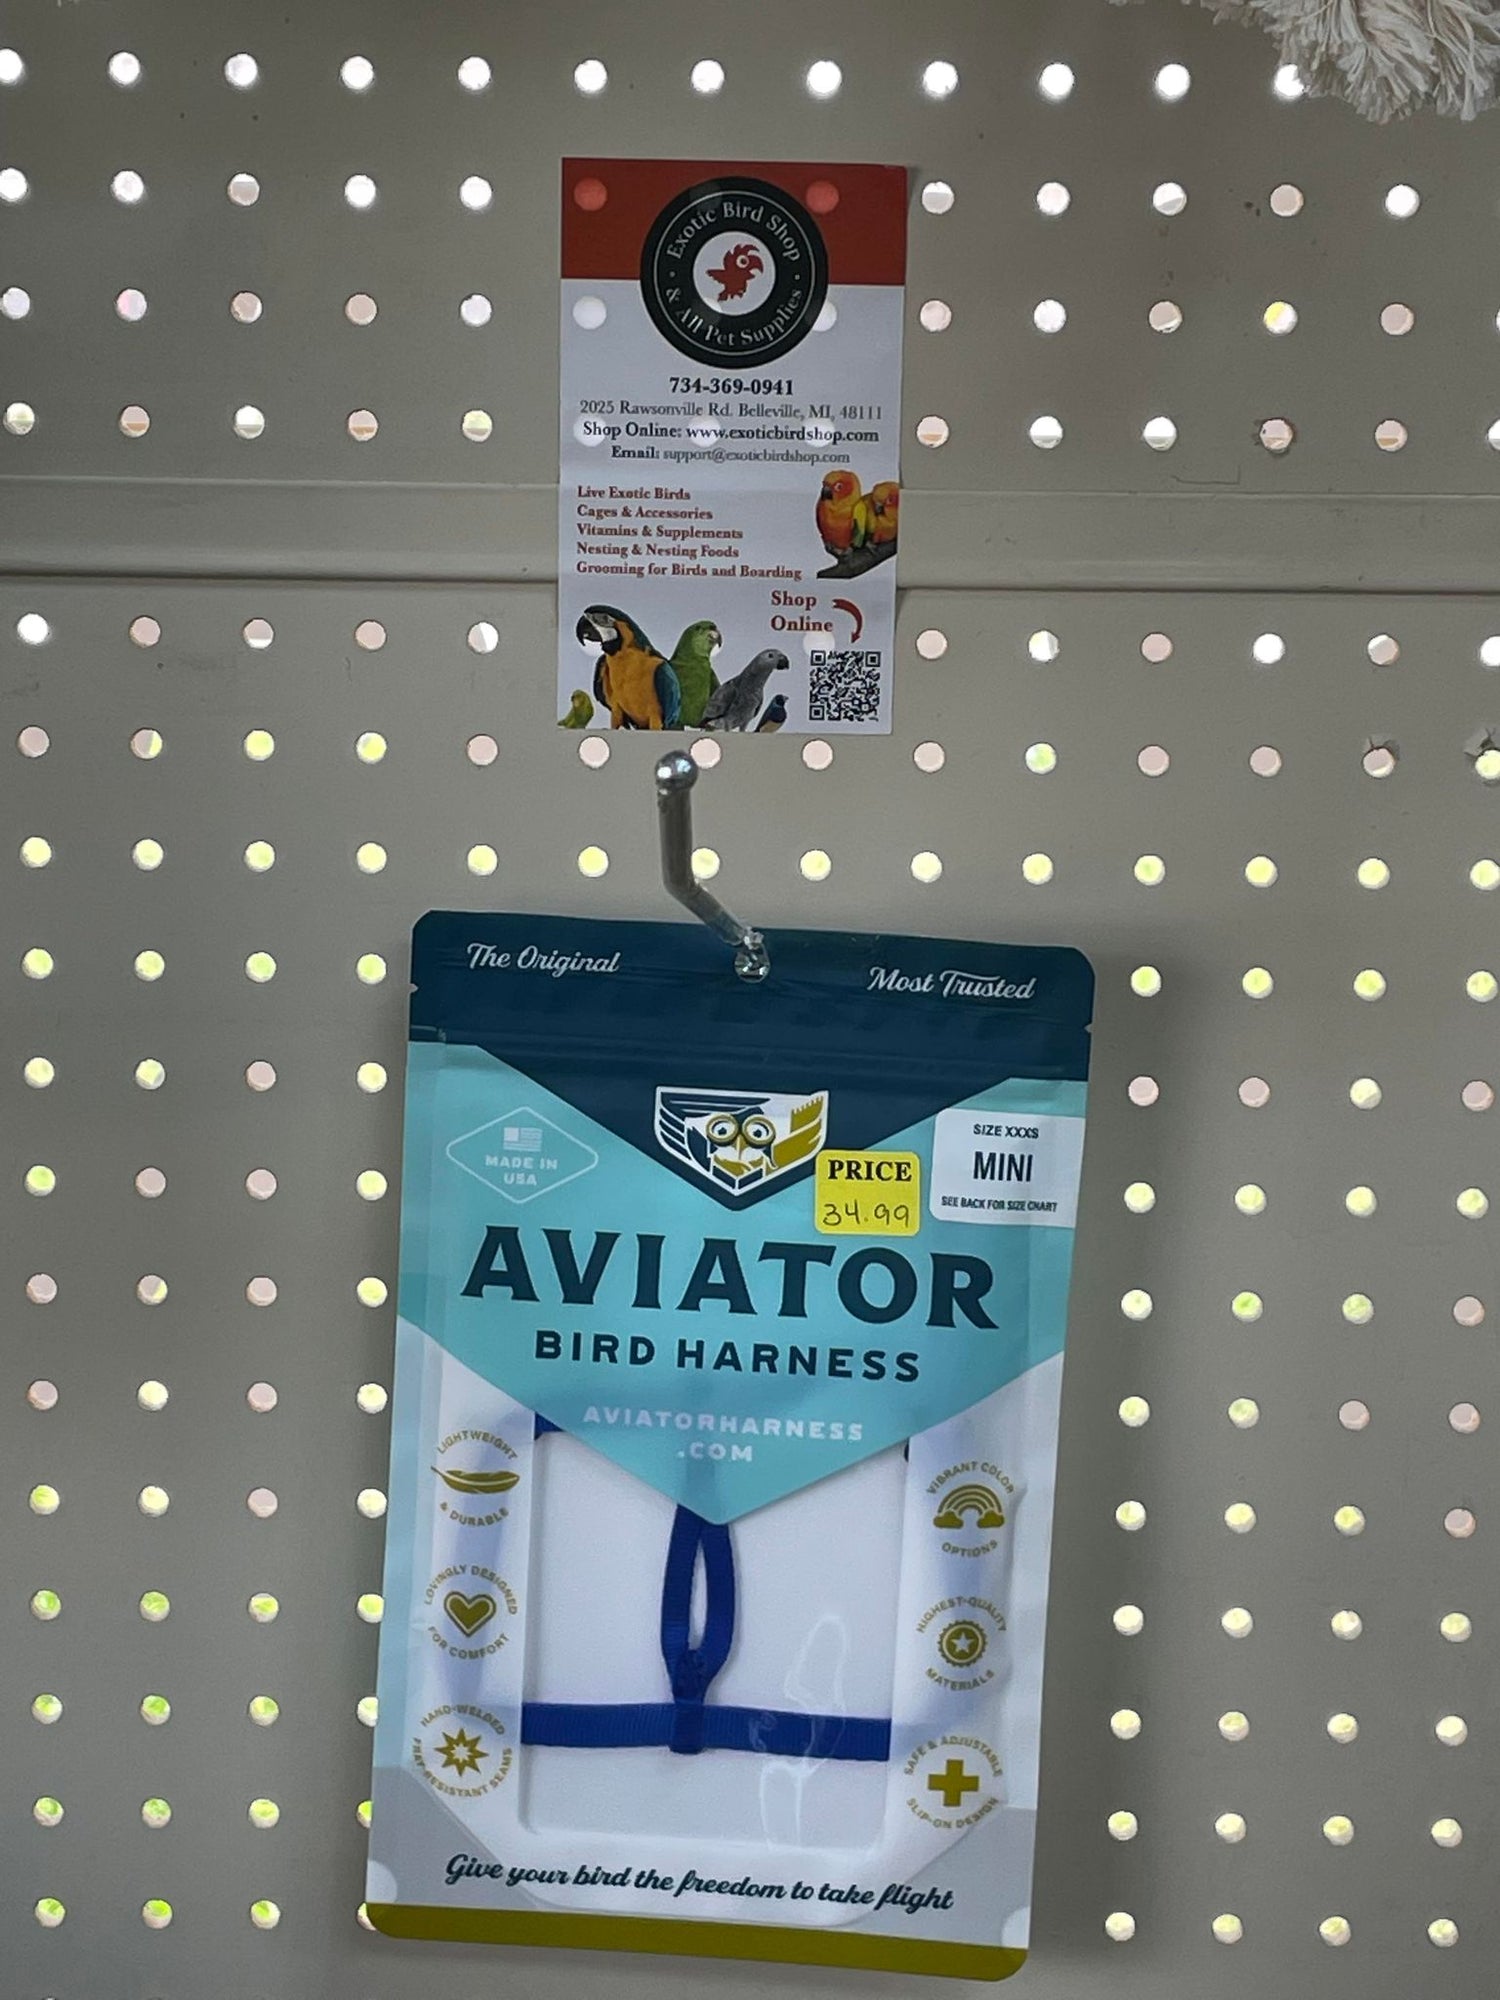 Exotic Bird Shop
& All Pet Supplies
734-369-0941
2025 Rawsonville Rd. Belleville, MI, 48111
Shop Online: www.exoticbirdshop.com
Email: support@exoticbirdshop.com
Live Exotic Birds
Cages & Accessories
Vitamins & Supplements
Nesting & Nesting Foods
Grooming for Birds and Boarding
Shop
Online
The Original
Most Trusted
MADE IN
USA
PRICE
34.99
SIZE XXXS
MINI
SEE BACK FOR SIZE CHART
AVIATOR
BIRD HARNESS
AVIATORHARNESS
.COM
LIGHTWEIGHT
& DURABLE
VIBRANT COLOR
OPTIONS
LOVINGLY DESIGNED
FOR COMFORT
HIGHEST-QUALITY
MATERIALS
HAND-WELDED
FRAY-RESISTANT SEAMS
SAFE & ADJUSTABLE
SLIP-ON DESIGN
Give your bird the freedom to take flight